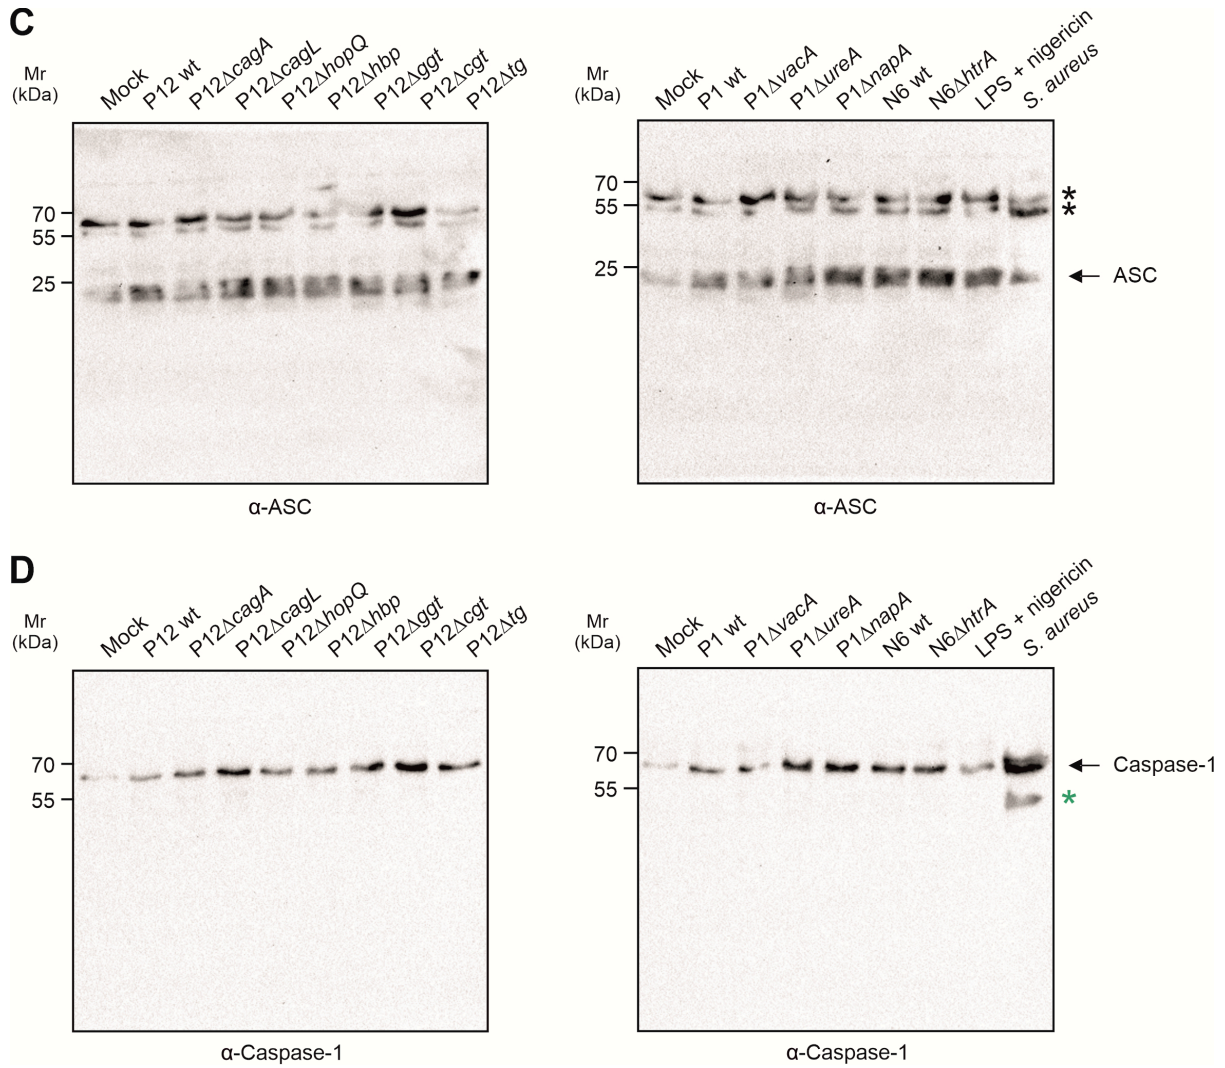 C
Mr
(kDa)
Mock
P12 wt
P12ΔcagA
P12ΔcagL
P12ΔhopQ
P12Δhbp
P12Δggt
P12Δcgt
P12Δtg
70
55
25
α-ASC
Mr
(kDa)
Mock
P1 wt
P1ΔvacA
P1ΔureA
P1ΔnapA
N6 wt
N6ΔhtrA
LPS + nigericin
S. aureus
70
55
25
*
*
ASC
α-ASC
D
Mr
(kDa)
Mock
P12 wt
P12ΔcagA
P12ΔcagL
P12ΔhopQ
P12Δhbp
P12Δggt
P12Δcgt
P12Δtg
70
55
α-Caspase-1
Mr
(kDa)
Mock
P1 wt
P1ΔvacA
P1ΔureA
P1ΔnapA
N6 wt
N6ΔhtrA
LPS + nigericin
S. aureus
70
55
Caspase-1
*
α-Caspase-1